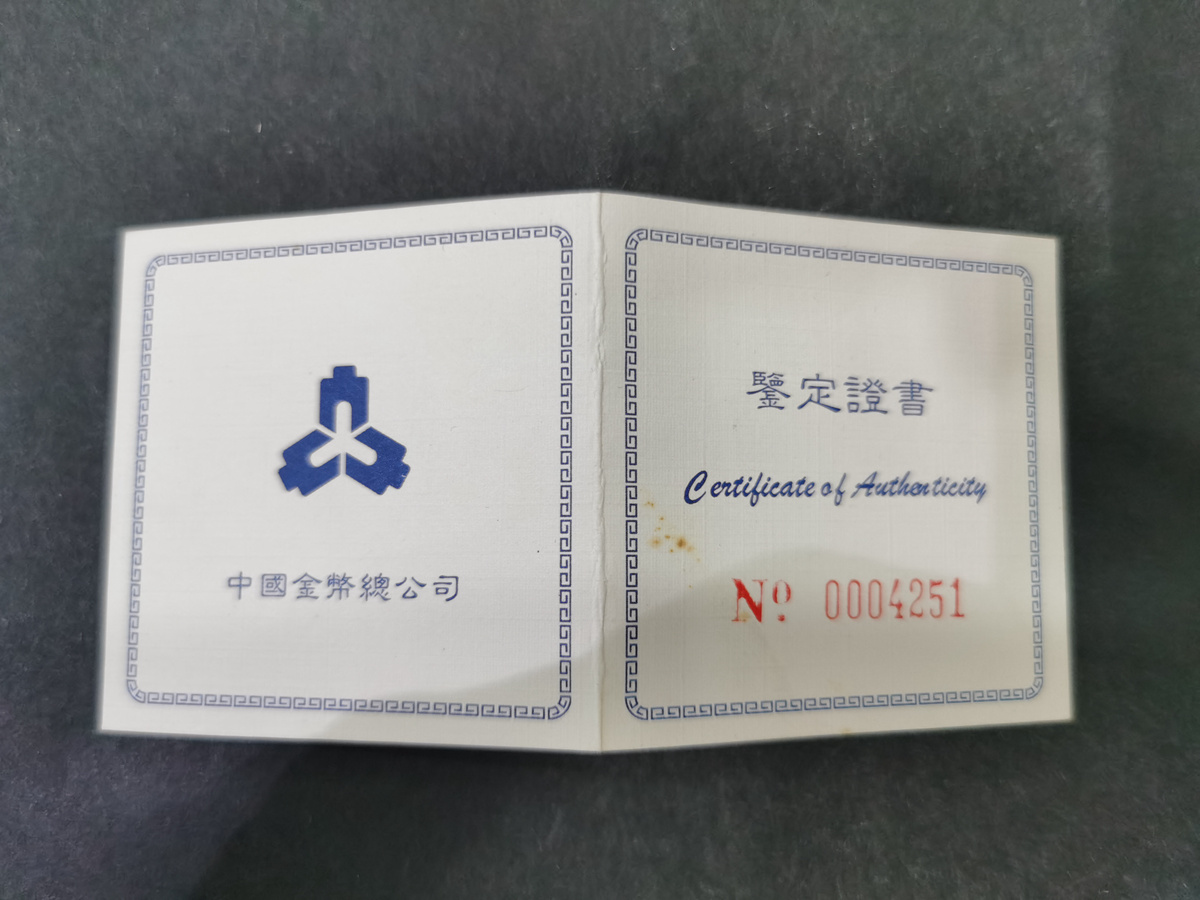 中國金幣總公司
鑒定證書
Certificate of Authenticity
Nº 0004251